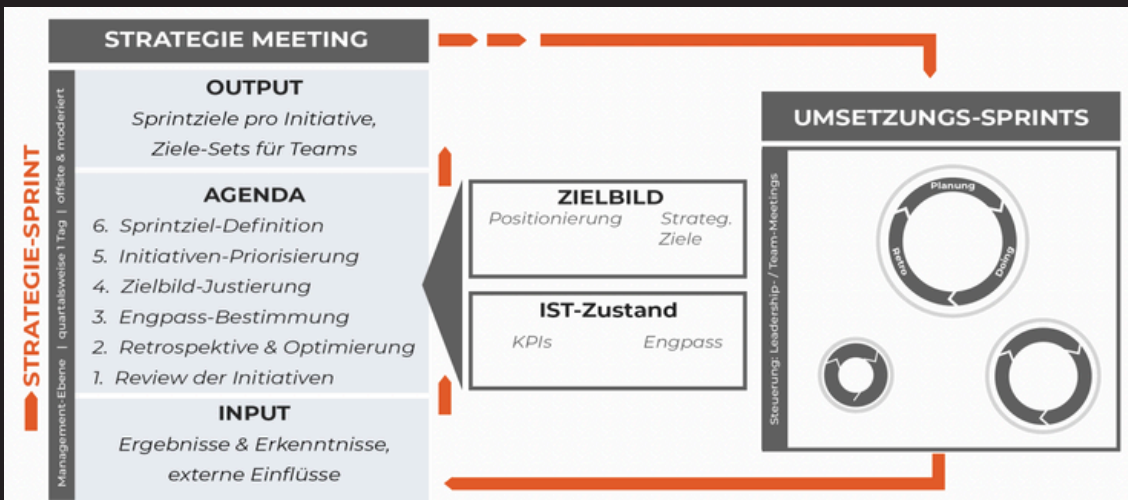 STRATEGIE MEETING
STRATEGIE-SPRINT
Management-Ebene | quartalsweise 1 Tag | offsite & moderiert
OUTPUT
Sprintziele pro Initiative,
Ziele-Sets für Teams
AGENDA
6. Sprintziel-Definition
5. Initiativen-Priorisierung
4. Zielbild-Justierung
3. Engpass-Bestimmung
2. Retrospektive & Optimierung
1. Review der Initiativen
INPUT
Ergebnisse & Erkenntnisse,
externe Einflüsse
ZIELBILD
Positionierung Strateg.
Ziele
IST-Zustand
KPIs Engpass
UMSETZUNGS-SPRINTS
Steuerung: Leadership- / Team-Meetings
Planung
Doing
Retro